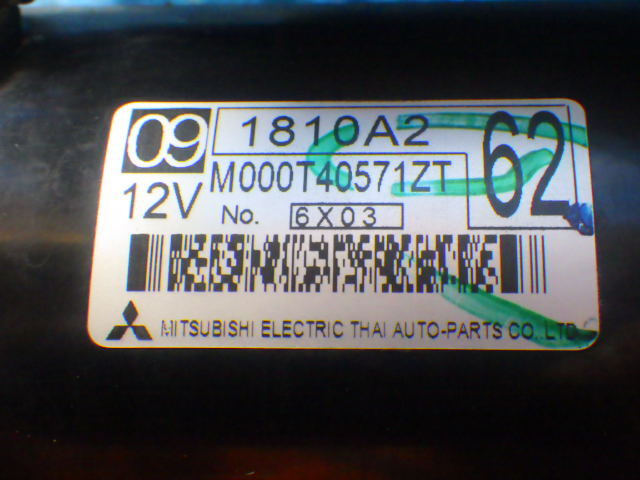 09 1810A2 62
M000T40571ZT
12V No. 6X03
MITSUBISHI ELECTRIC THAI AUTO-PARTS CO.,LTD.